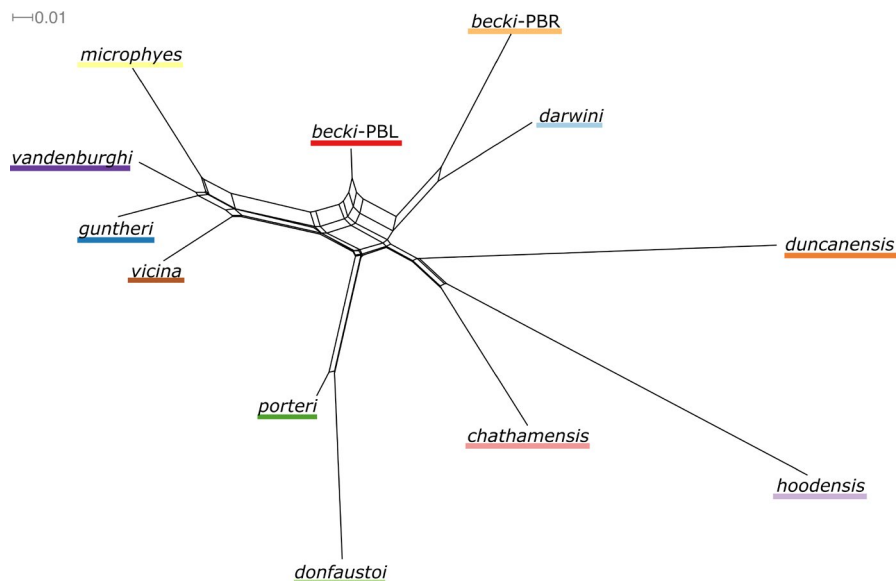 0.01
becki-PBR
microphyes
darwini
becki-PBL
vandenburghi
guntheri
duncanensis
vicina
porteri
chathamensis
hoodensis
donfaustoi